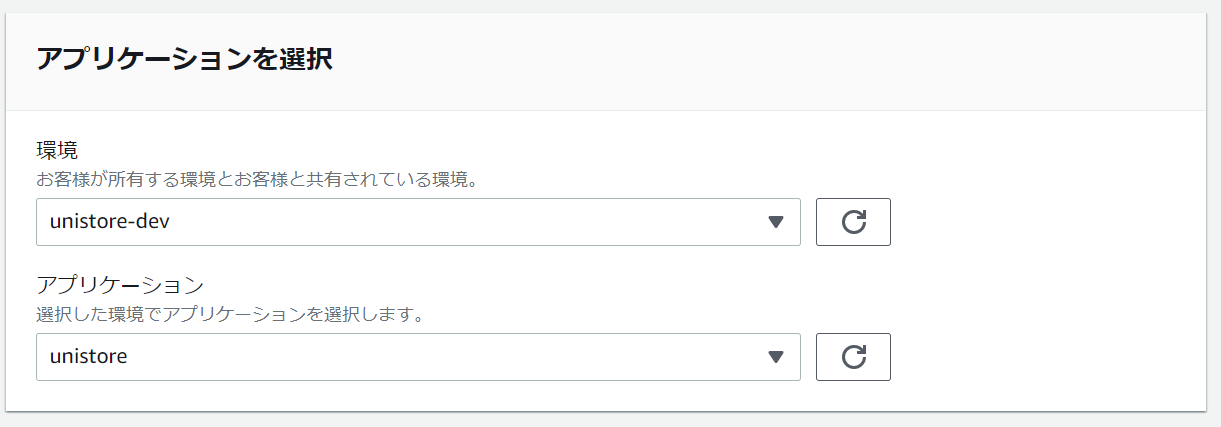 アプリケーションを選択
環境
お客様が所有する環境とお客様と共有されている環境。
unistore-dev
アプリケーション
選択した環境でアプリケーションを選択します。
unistore